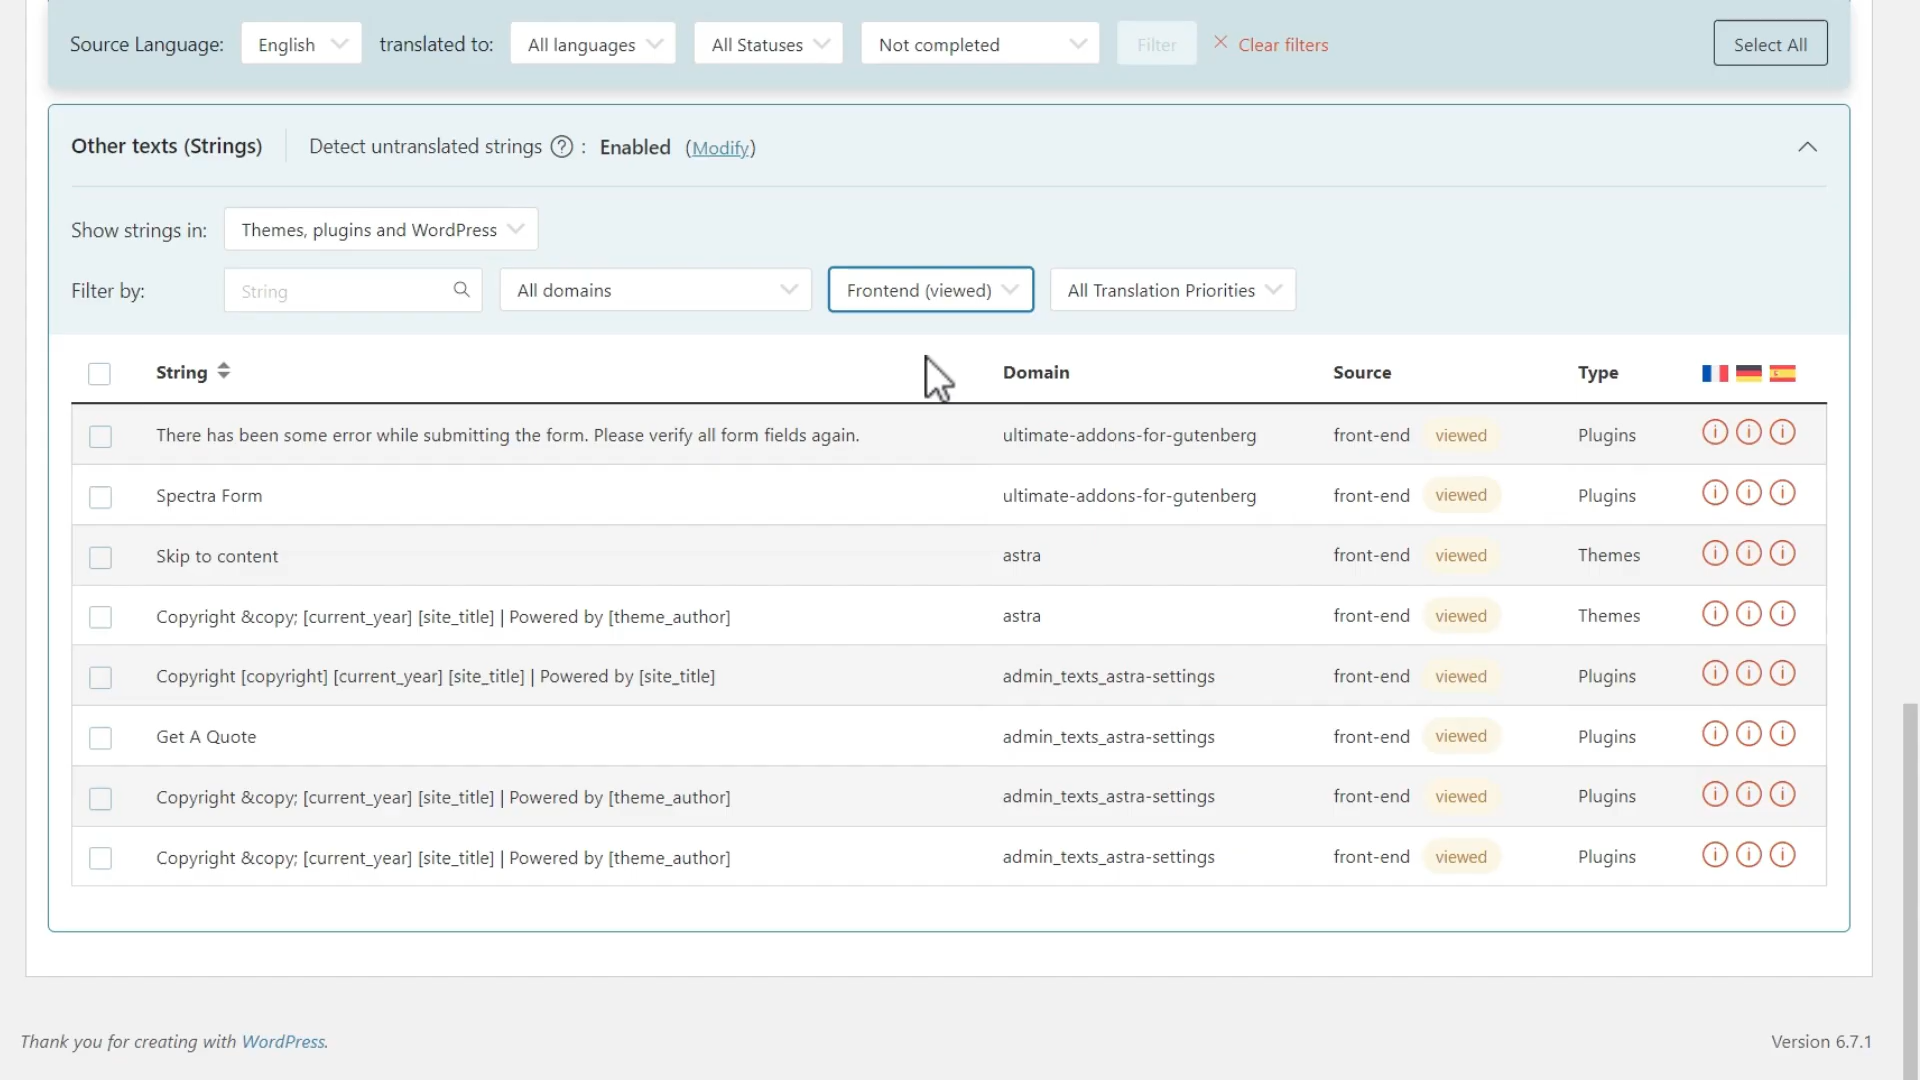 Source Language: English translated to: All languages All Statuses Not completed Filter Clear filters Select All
Other texts (Strings) Detect untranslated strings ? : Enabled (Modify)
Show strings in: Themes, plugins and WordPress
Filter by: String All domains Frontend (viewed) All Translation Priorities
String Domain Source Type
There has been some error while submitting the form. Please verify all form fields again. ultimate-addons-for-gutenberg front-end viewed Plugins
Spectra Form ultimate-addons-for-gutenberg front-end viewed Plugins
Skip to content astra front-end viewed Themes
Copyright &copy; [current_year] [site_title] | Powered by [theme_author] astra front-end viewed Themes
Copyright [copyright] [current_year] [site_title] | Powered by [site_title] admin_texts_astra-settings front-end viewed Plugins
Get A Quote admin_texts_astra-settings front-end viewed Plugins
Copyright &copy; [current_year] [site_title] | Powered by [theme_author] admin_texts_astra-settings front-end viewed Plugins
Copyright &copy; [current_year] [site_title] | Powered by [theme_author] admin_texts_astra-settings front-end viewed Plugins
Thank you for creating with WordPress. Version 6.7.1